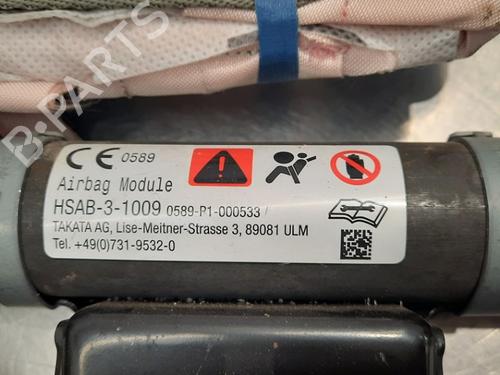 B-PARTS
CE 0589
Airbag Module
HSAB-3-1009 0589-P1-000533
TAKATA AG, Lise-Meitner-Strasse 3, 89081 ULM
Tel. +49(0)731-9532-0